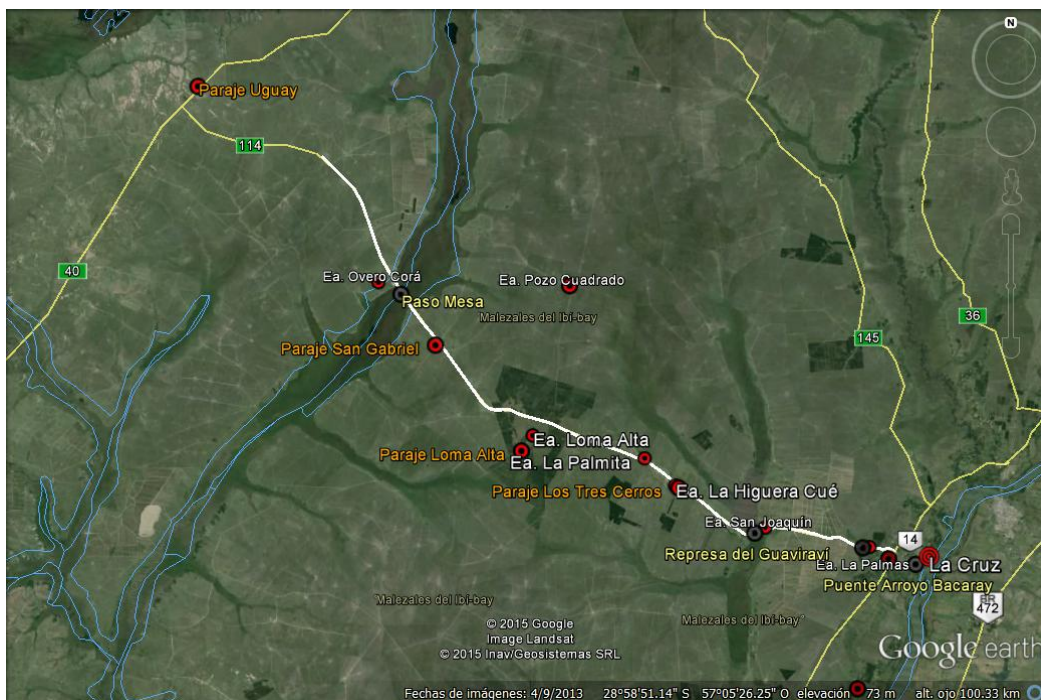 N
Paraje Uguay
114
40
Ea. Overo Corá
Ea. Pozo Cuadrado
Paso Mesa
Malezales del Ibí-bay
36
145
Paraje San Gabriel
Ea. Loma Alta
Paraje Loma Alta
Ea. La Palmita
Paraje Los Tres Cerros
Ea. La Higuera Cué
Ea. San Joaquín
14
Represa del Guaviraví
Ea. La Palmas
La Cruz
Puente Arroyo Bacaray
Malezales del Ibí-bay
BR
472
Malezales del Ibí-bay
© 2015 Google
Image Landsat
© 2015 Inav/Geosistemas SRL
Google earth
Fechas de imágenes: 4/9/2013 28°58'51.14" S 57°05'26.25" O elevación 73 m alt. ojo 100.33 km